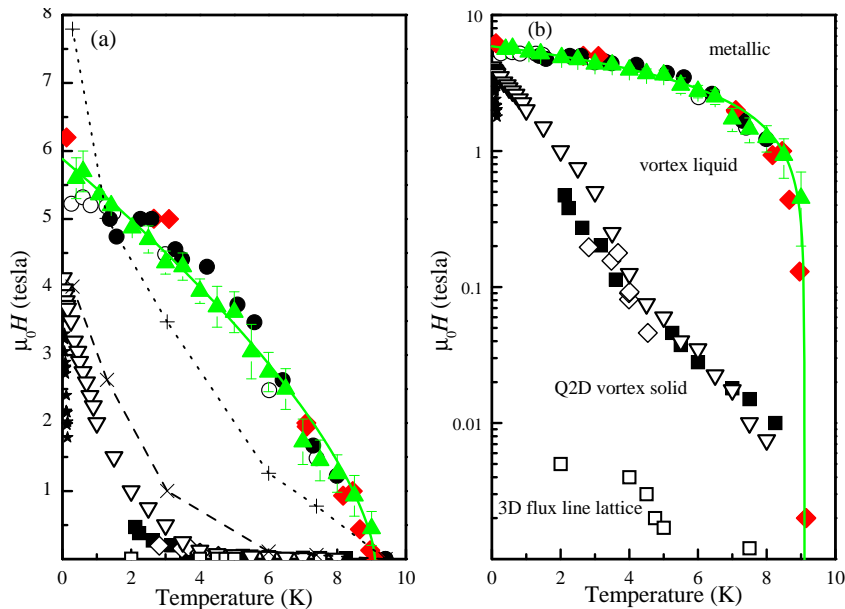 (a)
8
7
6
5
4
3
2
1
μ₀H (tesla)
0 2 4 6 8 10
Temperature (K)
(b)
10
1
0.1
0.01
μ₀H (tesla)
metallic
vortex liquid
Q2D vortex solid
3D flux line lattice
2 4 6 8 10
Temperature (K)